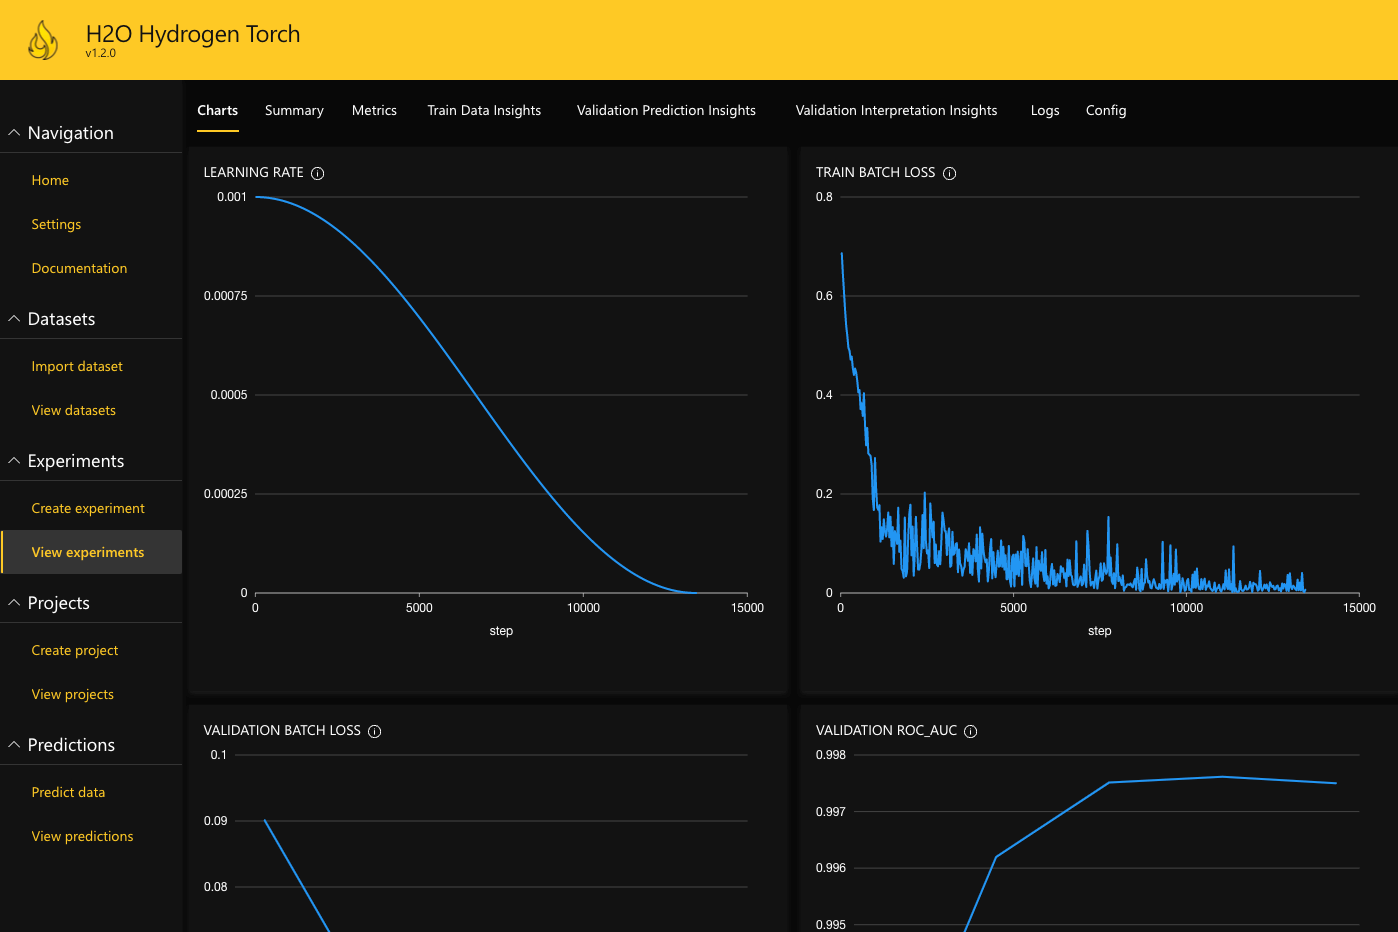 H2O Hydrogen Torch
v1.2.0
Navigation
Home
Settings
Documentation
Datasets
Import dataset
View datasets
Experiments
Create experiment
View experiments
Projects
Create project
View projects
Predictions
Predict data
View predictions
Charts Summary Metrics Train Data Insights Validation Prediction Insights Validation Interpretation Insights Logs Config
LEARNING RATE
0.001
0.00075
0.0005
0.00025
0
0 5000 10000 15000
step
TRAIN BATCH LOSS
0.8
0.6
0.4
0.2
0
0 5000 10000 15000
step
VALIDATION BATCH LOSS
0.1
0.09
0.08
VALIDATION ROC_AUC
0.998
0.997
0.996
0.995